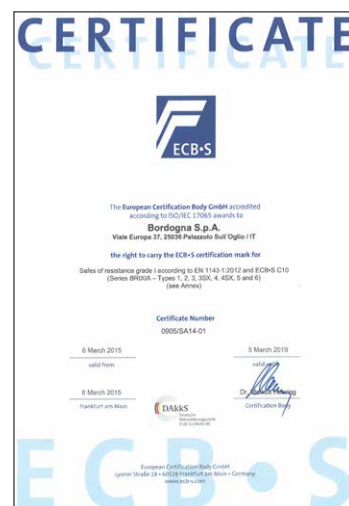 CERTIFICATE
CERTIFICATE
ECB•S
The European Certification Body GmbH accredited
according to ISO/IEC 17065 awards to
Bordogna S.p.A.
Viale Europa 37, 25036 Palazzolo Sull'Oglio / IT
the right to carry the ECB•S certification mark for
Safes of resistance grade I according to EN 1143-1:2012 and ECB•S C10
(Series BRIXIA – Types 1, 2, 3, 3SX, 4, 4SX, 5 and 6)
(see Annex)
Certificate Number
0905/SA14-01
6 March 2015
5 March 2019
valid from
valid until
6 March 2015
Dr. Markus
Frankfurt am Main
DAkkS
Deutsche
Akkreditierungsstelle
Certification Body
European Certification Body GmbH
Lyoner Straße 18 • 60528 Frankfurt am Main • Germany
www.ecb-s.com
ECB•S